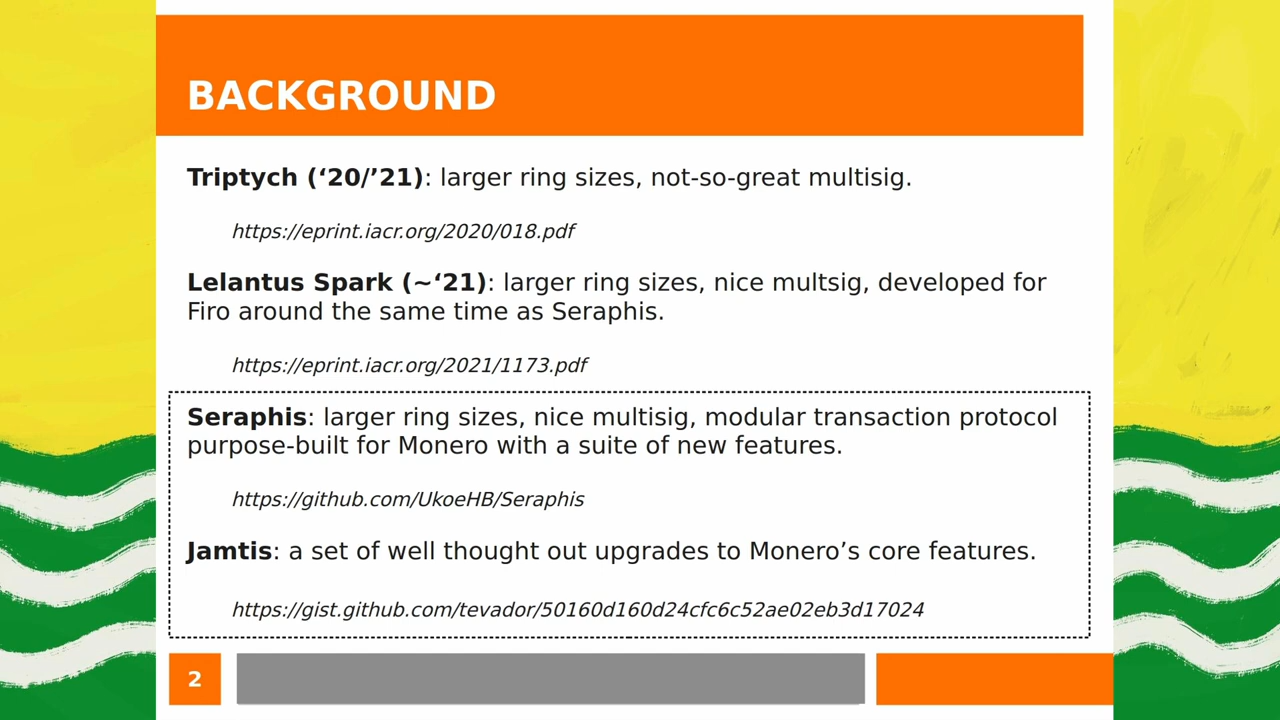 BACKGROUND
Triptych (‘20/’21): larger ring sizes, not-so-great multisig.
https://eprint.iacr.org/2020/018.pdf
Lelantus Spark (~‘21): larger ring sizes, nice multsig, developed for
Firo around the same time as Seraphis.
https://eprint.iacr.org/2021/1173.pdf
Seraphis: larger ring sizes, nice multisig, modular transaction protocol
purpose-built for Monero with a suite of new features.
https://github.com/UkoeHB/Seraphis
Jamtis: a set of well thought out upgrades to Monero’s core features.
https://gist.github.com/tevador/50160d160d24cfc6c52ae02eb3d17024
2